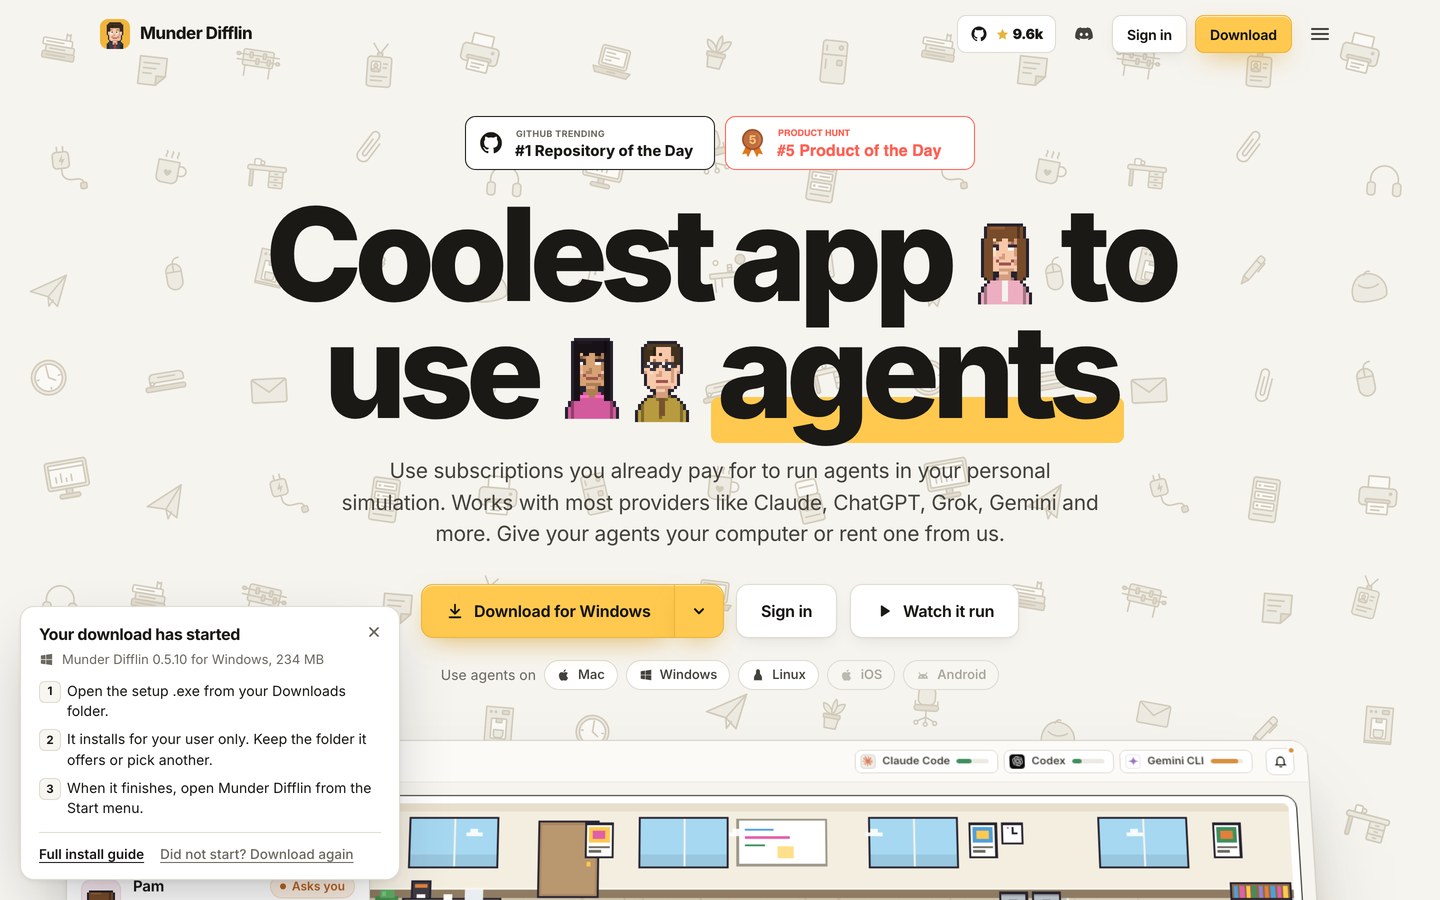 Munder Difflin
9.6k
Sign in
Download
GITHUB TRENDING
#1 Repository of the Day
PRODUCT HUNT
5
#5 Product of the Day
Coolest app to
use agents
Use subscriptions you already pay for to run agents in your personal
simulation. Works with most providers like Claude, ChatGPT, Grok, Gemini and
more. Give your agents your computer or rent one from us.
Download for Windows
Sign in
Watch it run
Use agents on
Mac
Windows
Linux
iOS
Android
Your download has started
Munder Difflin 0.5.10 for Windows, 234 MB
1 Open the setup .exe from your Downloads
folder.
2 It installs for your user only. Keep the folder it
offers or pick another.
3 When it finishes, open Munder Difflin from the
Start menu.
Full install guide
Did not start? Download again
Claude Code
Codex
Gemini CLI
Pam
Asks you